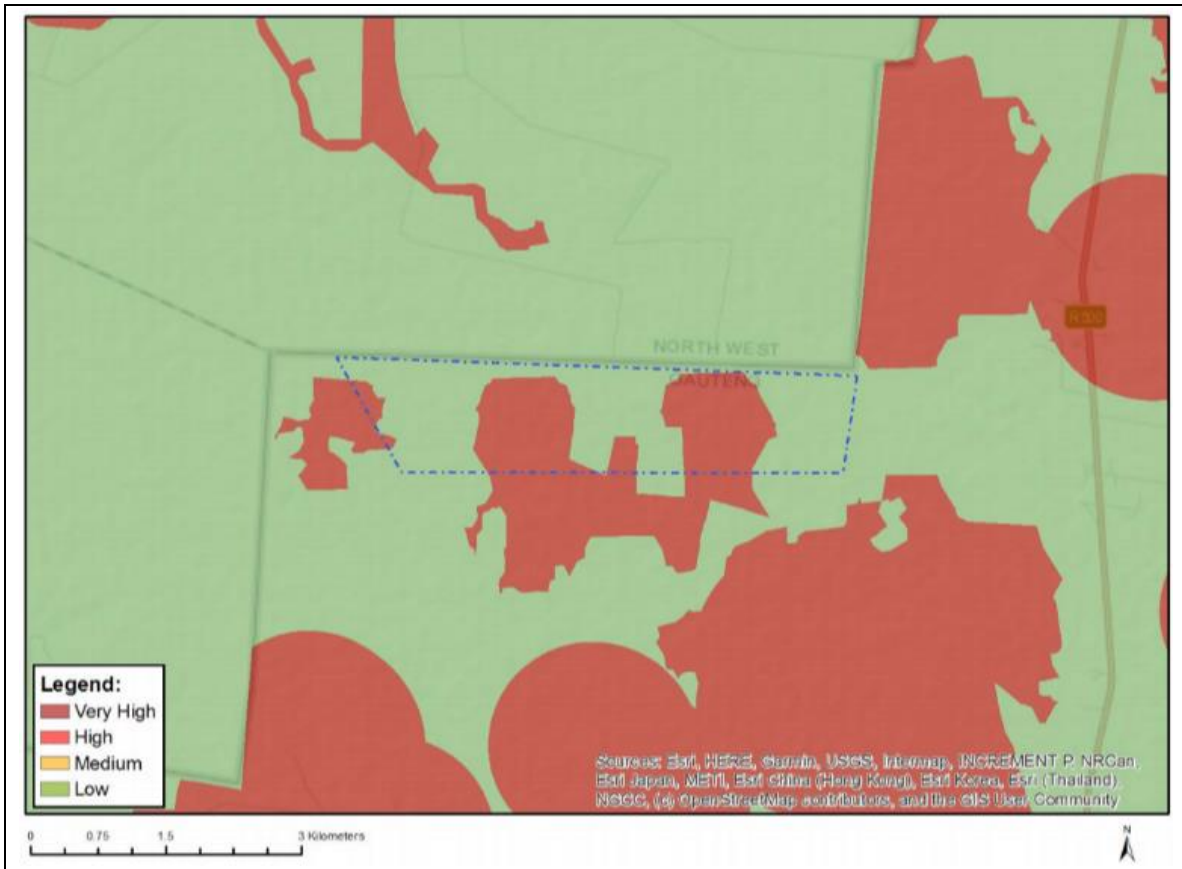 NORTH WEST
GAUTENG
Legend:
Very High
High
Medium
Low
Sources: Esri, HERE, Garmin, USGS, Intermap, INCREMENT P, NRCan,
Esri Japan, METI, Esri China (Hong Kong), Esri Korea, Esri (Thailand),
NGCC, (c) OpenStreetMap contributors, and the GIS User Community
0 0.75 1.5 3 Kilometers
N